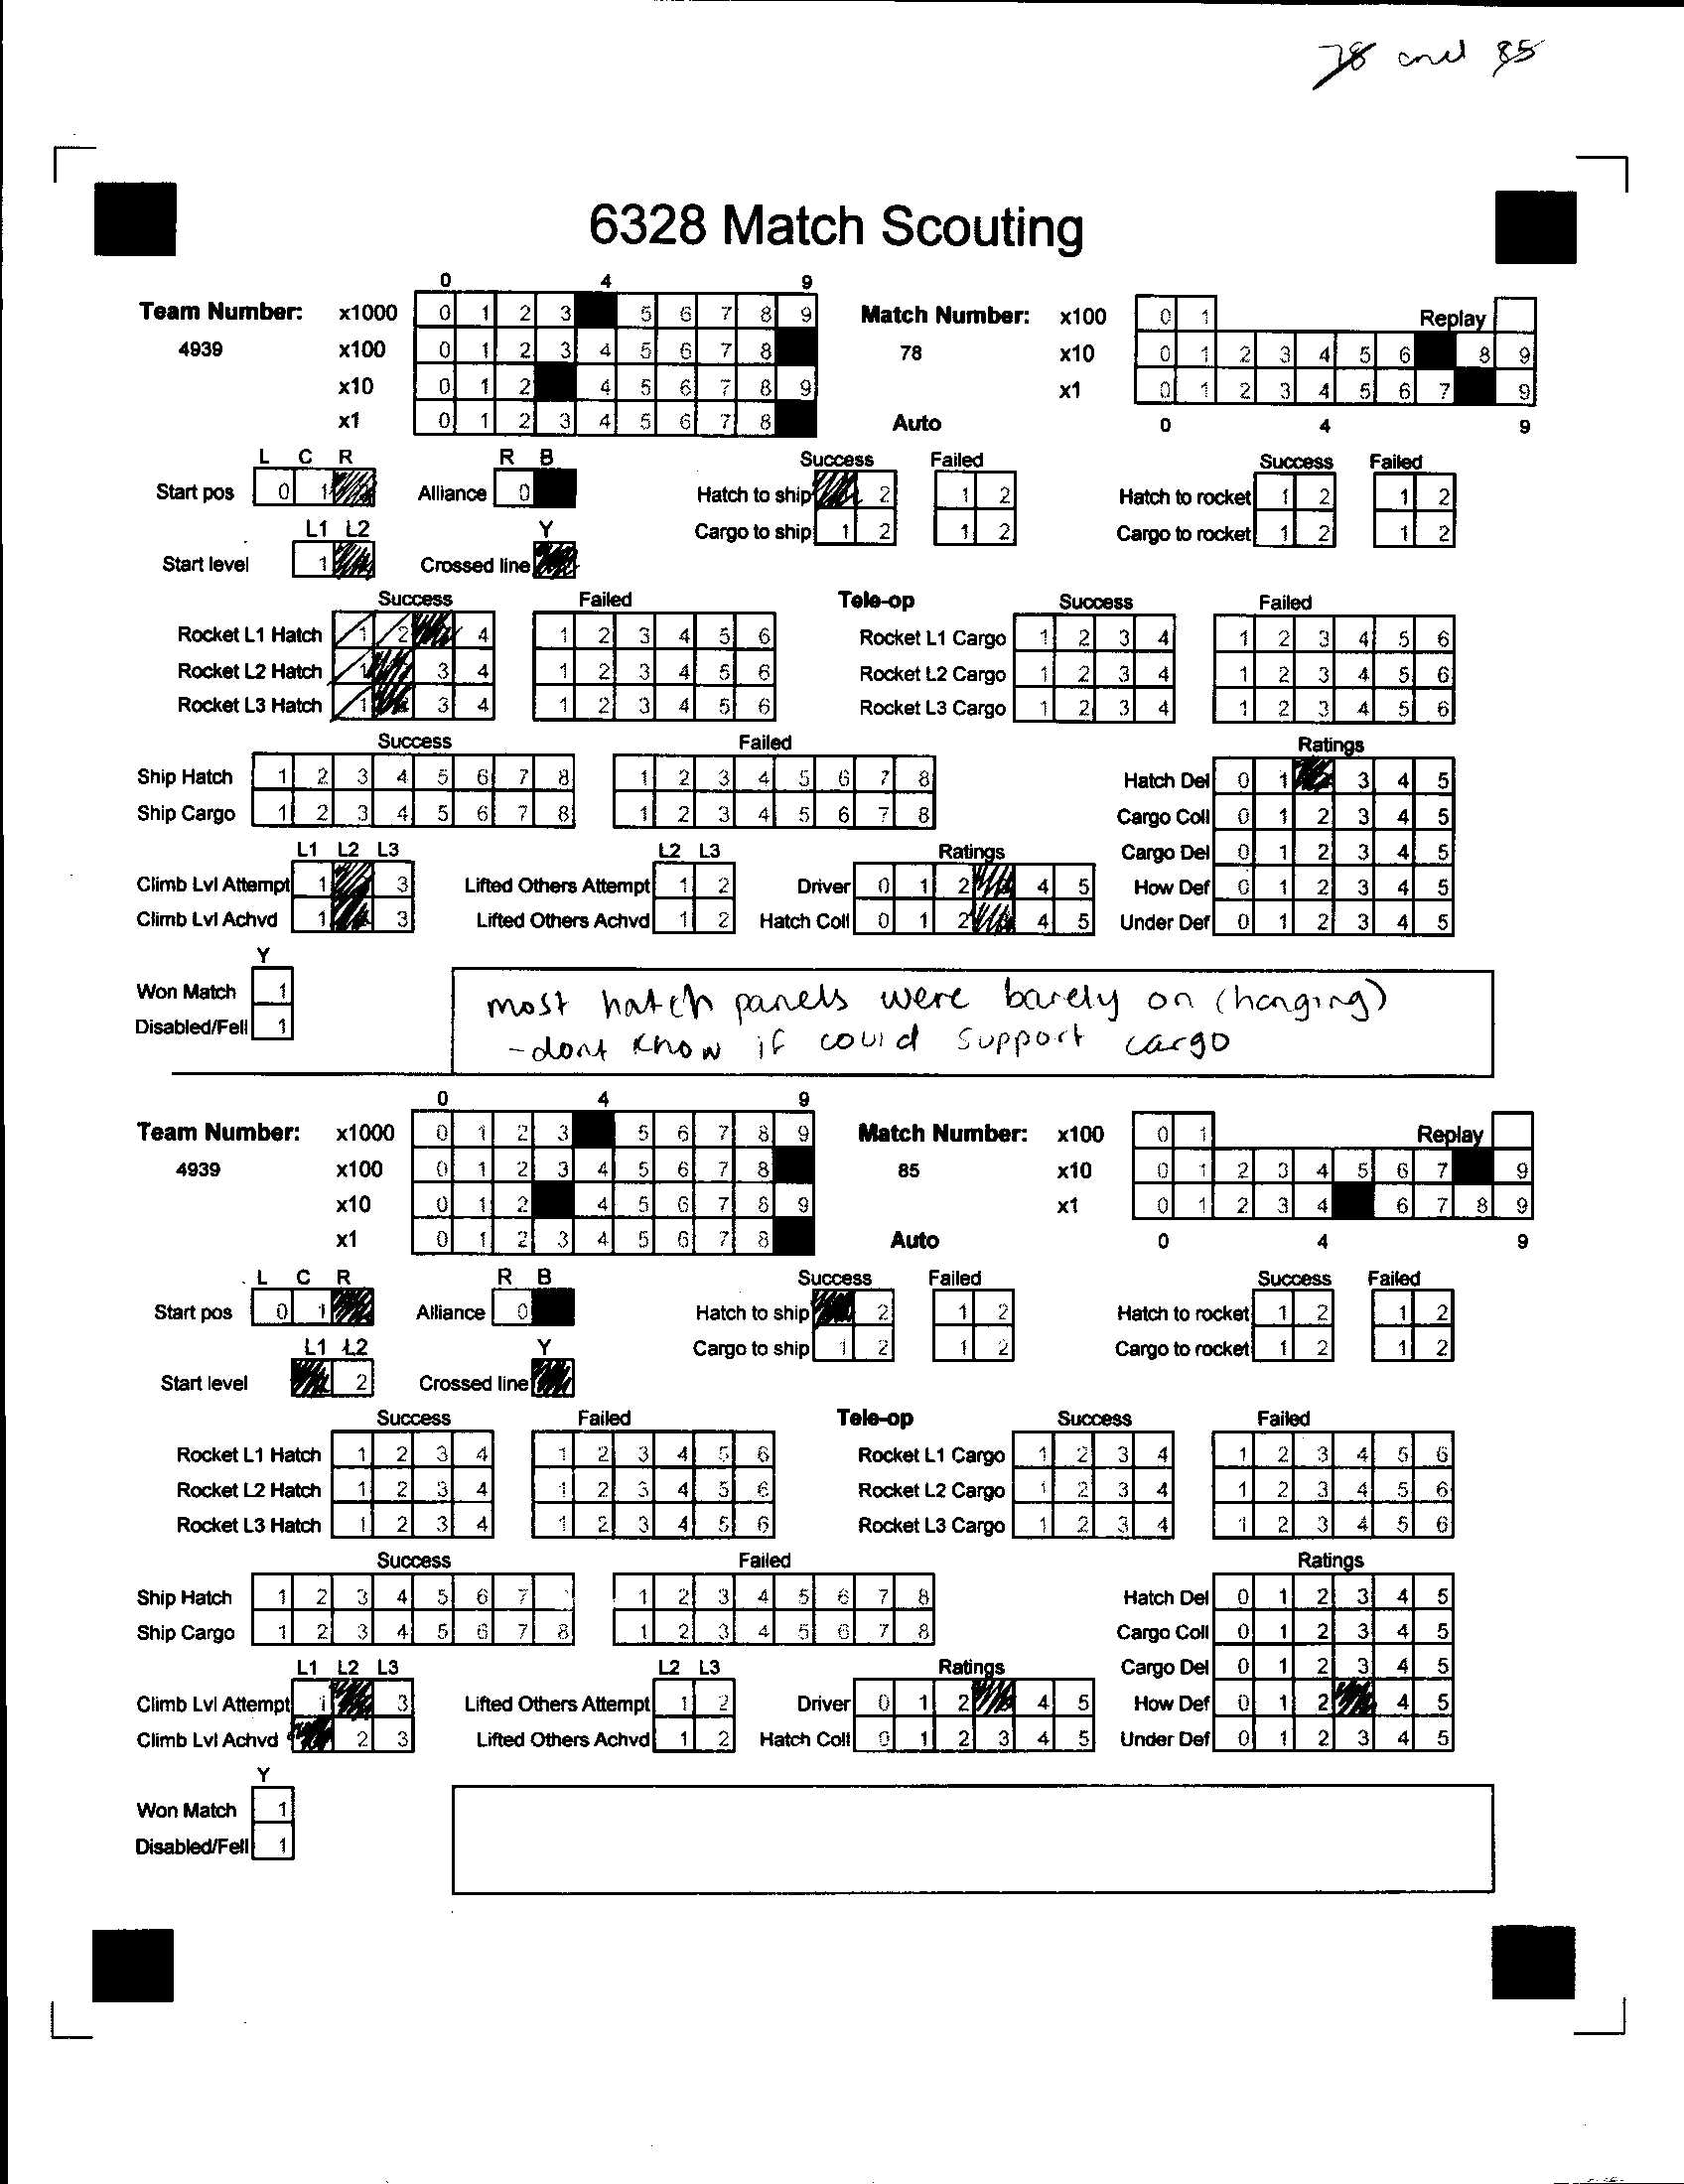 78 and 85
6328 Match Scouting
0 4 9
Team Number: x1000 0 1 2 3 5 6 7 8 9 Match Number: x100 0 1 Replay
4939 x100 0 1 2 3 4 5 6 7 8 78 x10 0 1 2 3 4 5 6 8 9
x10 0 1 2 4 5 6 7 8 9 x1 0 1 2 3 4 5 6 7 9
x1 0 1 2 3 4 5 6 7 8 Auto 0 4 9
L C R R B Success Failed Success Failed
Start pos 0 1 Alliance 0 Hatch to ship 2 1 2 Hatch to rocket 1 2 1 2
L1 L2 Y Cargo to ship 1 2 1 2 Cargo to rocket 1 2 1 2
Start level 1 Crossed line
Success Failed Tele-op Success Failed
Rocket L1 Hatch 1 2 4 1 2 3 4 5 6 Rocket L1 Cargo 1 2 3 4 1 2 3 4 5 6
Rocket L2 Hatch 1 3 4 1 2 3 4 5 6 Rocket L2 Cargo 1 2 3 4 1 2 3 4 5 6
Rocket L3 Hatch 1 3 4 1 2 3 4 5 6 Rocket L3 Cargo 1 2 3 4 1 2 3 4 5 6
Success Failed Ratings
Ship Hatch 1 2 3 4 5 6 7 8 1 2 3 4 5 6 7 8 Hatch Del 0 1 3 4 5
Ship Cargo 1 2 3 4 5 6 7 8 1 2 3 4 5 6 7 8 Cargo Coll 0 1 2 3 4 5
L1 L2 L3 L2 L3 Ratings Cargo Del 0 1 2 3 4 5
Climb Lvl Attempt 1 3 Lifted Others Attempt 1 2 Driver 0 1 2 4 5 How Def 0 1 2 3 4 5
Climb Lvl Achvd 1 3 Lifted Others Achvd 1 2 Hatch Coll 0 1 2 4 5 Under Def 0 1 2 3 4 5
Y
Won Match 1
Disabled/Fell 1
most hatch panels were barely on (hanging)
- dont know if could support cargo
0 4 9
Team Number: x1000 0 1 2 3 5 6 7 8 9 Match Number: x100 0 1 Replay
4939 x100 0 1 2 3 4 5 6 7 8 85 x10 0 1 2 3 4 5 6 7 9
x10 0 1 2 4 5 6 7 8 9 x1 0 1 2 3 4 6 7 8 9
x1 0 1 2 3 4 5 6 7 8 Auto 0 4 9
L C R R B Success Failed Success Failed
Start pos 0 1 Alliance 0 Hatch to ship 2 1 2 Hatch to rocket 1 2 1 2
L1 L2 Y Cargo to ship 1 2 1 2 Cargo to rocket 1 2 1 2
Start level 2 Crossed line
Success Failed Tele-op Success Failed
Rocket L1 Hatch 1 2 3 4 1 2 3 4 5 6 Rocket L1 Cargo 1 2 3 4 1 2 3 4 5 6
Rocket L2 Hatch 1 2 3 4 1 2 3 4 5 6 Rocket L2 Cargo 1 2 3 4 1 2 3 4 5 6
Rocket L3 Hatch 1 2 3 4 1 2 3 4 5 6 Rocket L3 Cargo 1 2 3 4 1 2 3 4 5 6
Success Failed Ratings
Ship Hatch 1 2 3 4 5 6 7 1 2 3 4 5 6 7 8 Hatch Del 0 1 2 3 4 5
Ship Cargo 1 2 3 4 5 6 7 8 1 2 3 4 5 6 7 8 Cargo Coll 0 1 2 3 4 5
L1 L2 L3 L2 L3 Ratings Cargo Del 0 1 2 3 4 5
Climb Lvl Attempt 1 3 Lifted Others Attempt 1 2 Driver 0 1 2 4 5 How Def 0 1 2 4 5
Climb Lvl Achvd 2 3 Lifted Others Achvd 1 2 Hatch Coll 0 1 2 3 4 5 Under Def 0 1 2 3 4 5
Y
Won Match 1
Disabled/Fell 1